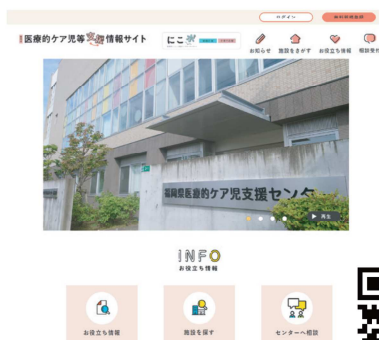 ログイン
医療的ケア児等支援情報サイト
にこ
お知らせ 施設をさがす お役立ち情報 相談受付
福岡県医療的ケア児支援センター
▶ 再生
INFO
お役立ち情報
お役立ち情報 施設を探す センターへ相談